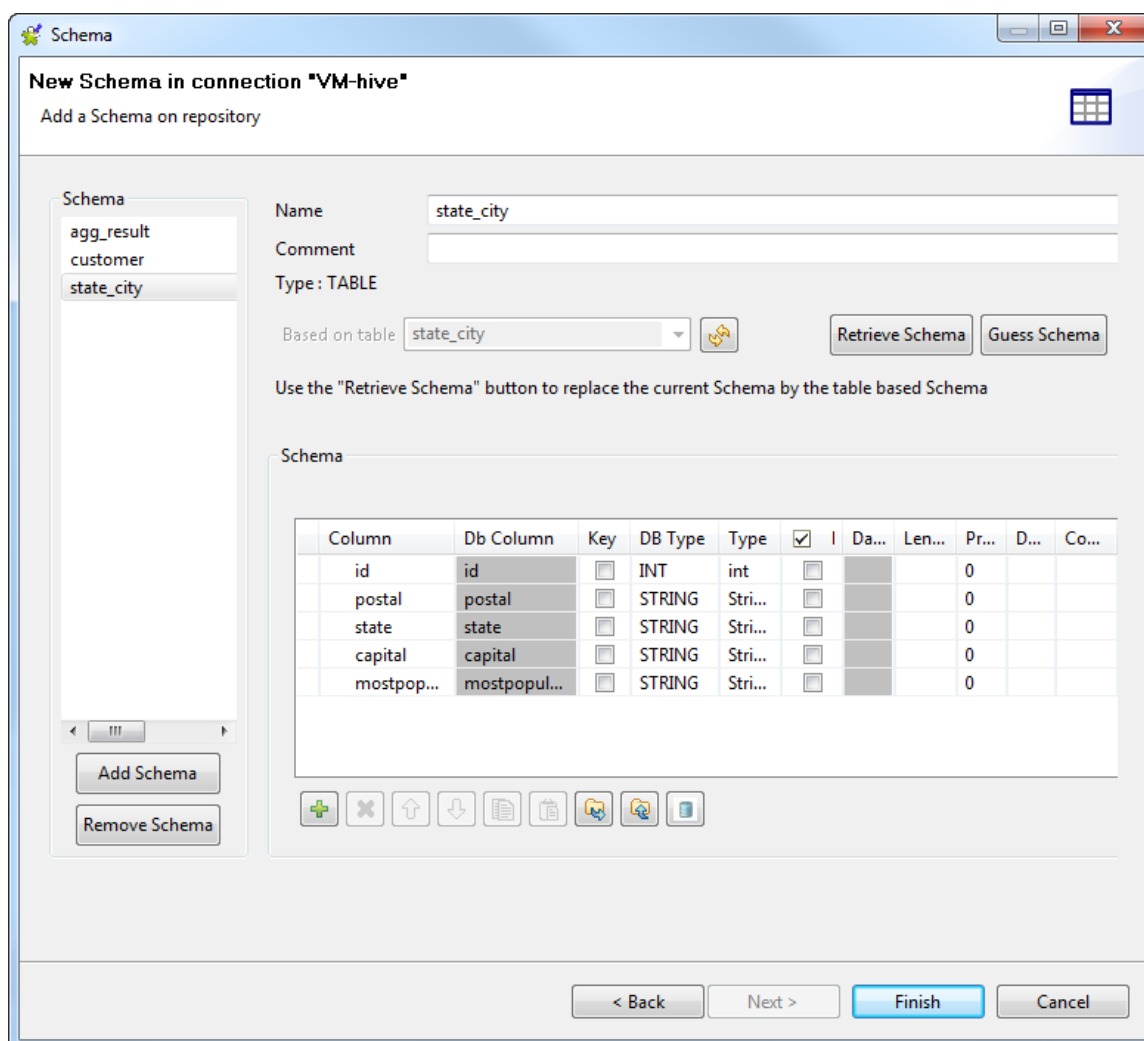 Schema
New Schema in connection "VM-hive"
Add a Schema on repository
Schema
agg_result
customer
state_city
Add Schema
Remove Schema
Name state_city
Comment
Type : TABLE
Based on table state_city Retrieve Schema Guess Schema
Use the "Retrieve Schema" button to replace the current Schema by the table based Schema
Schema
Column Db Column Key DB Type Type Da... Len... Pr... D... Co...
id id INT int 0
postal postal STRING Stri... 0
state state STRING Stri... 0
capital capital STRING Stri... 0
mostpop... mostpopul... STRING Stri... 0
< Back Next > Finish Cancel